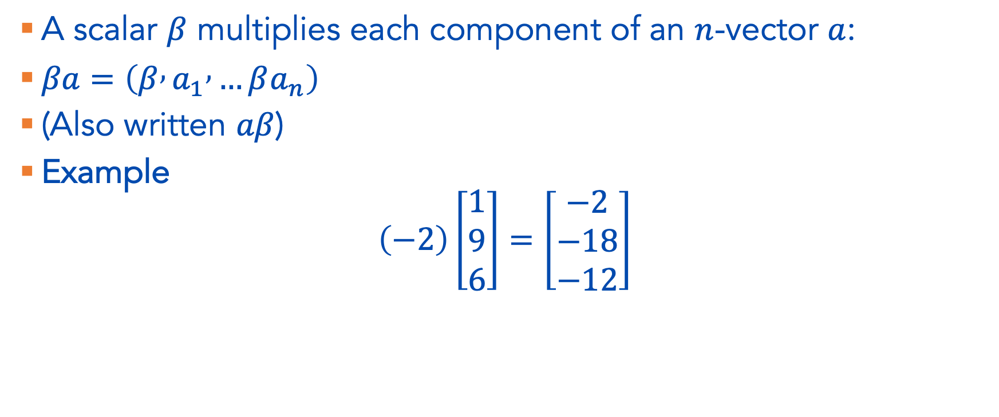 ▪ A scalar β multiplies each component of an n-vector a:
▪ βa = (β, a₁, … βaₙ)
▪ (Also written aβ)
▪ Example
(−2) [1 9 6] = [−2 −18 −12]